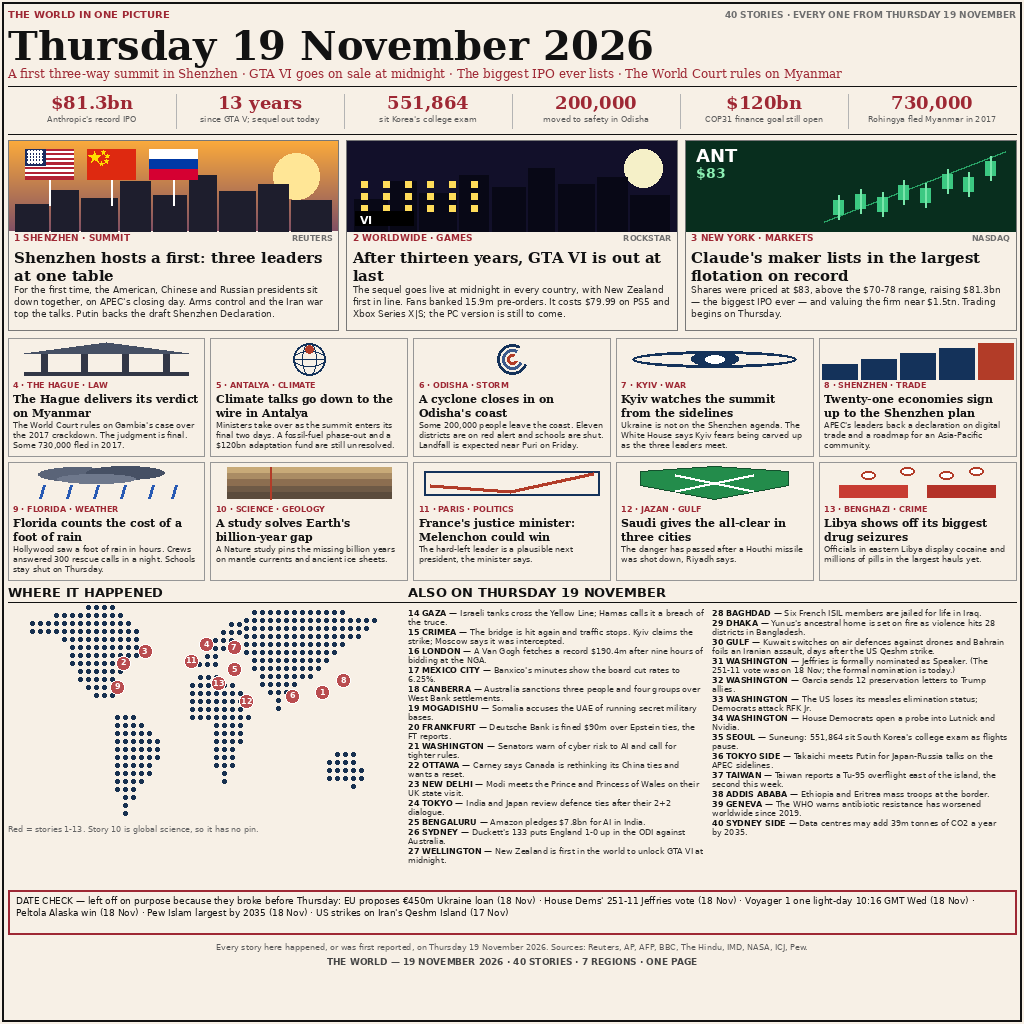 THE WORLD IN ONE PICTURE
40 STORIES · EVERY ONE FROM THURSDAY 19 NOVEMBER
Thursday 19 November 2026
A first three-way summit in Shenzhen · GTA VI goes on sale at midnight · The biggest IPO ever lists · The World Court rules on Myanmar
$81.3bn
Anthropic's record IPO
13 years
since GTA V; sequel out today
551,864
sit Korea's college exam
200,000
moved to safety in Odisha
$120bn
COP31 finance goal still open
730,000
Rohingya fled Myanmar in 2017
VI
ANT
$83
1 SHENZHEN · SUMMIT
REUTERS
Shenzhen hosts a first: three leaders
at one table
For the first time, the American, Chinese and Russian presidents sit
down together, on APEC's closing day. Arms control and the Iran war
top the talks. Putin backs the draft Shenzhen Declaration.
2 WORLDWIDE · GAMES
ROCKSTAR
After thirteen years, GTA VI is out at
last
The sequel goes live at midnight in every country, with New Zealand
first in line. Fans banked 15.9m pre-orders. It costs $79.99 on PS5 and
Xbox Series X|S; the PC version is still to come.
3 NEW YORK · MARKETS
NASDAQ
Claude's maker lists in the largest
flotation on record
Shares were priced at $83, above the $70-78 range, raising $81.3bn
— the biggest IPO ever — and valuing the firm near $1.5tn. Trading
begins on Thursday.
4 · THE HAGUE · LAW
The Hague delivers its verdict
on Myanmar
The World Court rules on Gambia's case over
the 2017 crackdown. The judgment is final.
Some 730,000 fled in 2017.
5 · ANTALYA · CLIMATE
Climate talks go down to the
wire in Antalya
Ministers take over as the summit enters its
final two days. A fossil-fuel phase-out and a
$120bn adaptation fund are still unresolved.
6 · ODISHA · STORM
A cyclone closes in on
Odisha's coast
Some 200,000 people leave the coast. Eleven
districts are on red alert and schools are shut.
Landfall is expected near Puri on Friday.
7 · KYIV · WAR
Kyiv watches the summit
from the sidelines
Ukraine is not on the Shenzhen agenda. The
White House says Kyiv fears being carved up
as the three leaders meet.
8 · SHENZHEN · TRADE
Twenty-one economies sign
up to the Shenzhen plan
APEC's leaders back a declaration on digital
trade and a roadmap for an Asia-Pacific
community.
9 · FLORIDA · WEATHER
Florida counts the cost of a
foot of rain
Hollywood saw a foot of rain in hours. Crews
answered 300 rescue calls in a night. Schools
stay shut on Thursday.
10 · SCIENCE · GEOLOGY
A study solves Earth's
billion-year gap
A Nature study pins the missing billion years
on mantle currents and ancient ice sheets.
11 · PARIS · POLITICS
France's justice minister:
Melenchon could win
The hard-left leader is a plausible next
president, the minister says.
12 · JAZAN · GULF
Saudi gives the all-clear in
three cities
The danger has passed after a Houthi missile
was shot down, Riyadh says.
13 · BENGHAZI · CRIME
Libya shows off its biggest
drug seizures
Officials in eastern Libya display cocaine and
millions of pills in the largest hauls yet.
WHERE IT HAPPENED
1
2
3
4
5
6
7
8
9
11
12
13
Red = stories 1-13. Story 10 is global science, so it has no pin.
ALSO ON THURSDAY 19 NOVEMBER
14 GAZA — Israeli tanks cross the Yellow Line; Hamas calls it a breach of
the truce.
15 CRIMEA — The bridge is hit again and traffic stops. Kyiv claims the
strike; Moscow says it was intercepted.
16 LONDON — A Van Gogh fetches a record $190.4m after nine hours of
bidding at the NGA.
17 MEXICO CITY — Banxico's minutes show the board cut rates to
6.25%.
18 CANBERRA — Australia sanctions three people and four groups over
West Bank settlements.
19 MOGADISHU — Somalia accuses the UAE of running secret military
bases.
20 FRANKFURT — Deutsche Bank is fined $90m over Epstein ties, the
FT reports.
21 WASHINGTON — Senators warn of cyber risk to AI and call for
tighter rules.
22 OTTAWA — Carney says Canada is rethinking its China ties and
wants a reset.
23 NEW DELHI — Modi meets the Prince and Princess of Wales on their
UK state visit.
24 TOKYO — India and Japan review defence ties after their 2+2
dialogue.
25 BENGALURU — Amazon pledges $7.8bn for AI in India.
26 SYDNEY — Duckett's 133 puts England 1-0 up in the ODI against
Australia.
27 WELLINGTON — New Zealand is first in the world to unlock GTA VI at
midnight.
28 BAGHDAD — Six French ISIL members are jailed for life in Iraq.
29 DHAKA — Yunus's ancestral home is set on fire as violence hits 28
districts in Bangladesh.
30 GULF — Kuwait switches on air defences against drones and Bahrain
foils an Iranian assault, days after the US Qeshm strike.
31 WASHINGTON — Jeffries is formally nominated as Speaker. (The
251-11 vote was on 18 Nov; the formal nomination is today.)
32 WASHINGTON — Garcia sends 12 preservation letters to Trump
allies.
33 WASHINGTON — The US loses its measles elimination status;
Democrats attack RFK Jr.
34 WASHINGTON — House Democrats open a probe into Lutnick and
Nvidia.
35 SEOUL — Suneung: 551,864 sit South Korea's college exam as flights
pause.
36 TOKYO SIDE — Takaichi meets Putin for Japan-Russia talks on the
APEC sidelines.
37 TAIWAN — Taiwan reports a Tu-95 overflight east of the island, the
second this week.
38 ADDIS ABABA — Ethiopia and Eritrea mass troops at the border.
39 GENEVA — The WHO warns antibiotic resistance has worsened
worldwide since 2019.
40 SYDNEY SIDE — Data centres may add 39m tonnes of CO2 a year
by 2035.
DATE CHECK — left off on purpose because they broke before Thursday: EU proposes €450m Ukraine loan (18 Nov) · House Dems' 251-11 Jeffries vote (18 Nov) · Voyager 1 one light-day 10:16 GMT Wed (18 Nov) ·
Peltola Alaska win (18 Nov) · Pew Islam largest by 2035 (18 Nov) · US strikes on Iran's Qeshm Island (17 Nov)
Every story here happened, or was first reported, on Thursday 19 November 2026. Sources: Reuters, AP, AFP, BBC, The Hindu, IMD, NASA, ICJ, Pew.
THE WORLD — 19 NOVEMBER 2026 · 40 STORIES · 7 REGIONS · ONE PAGE